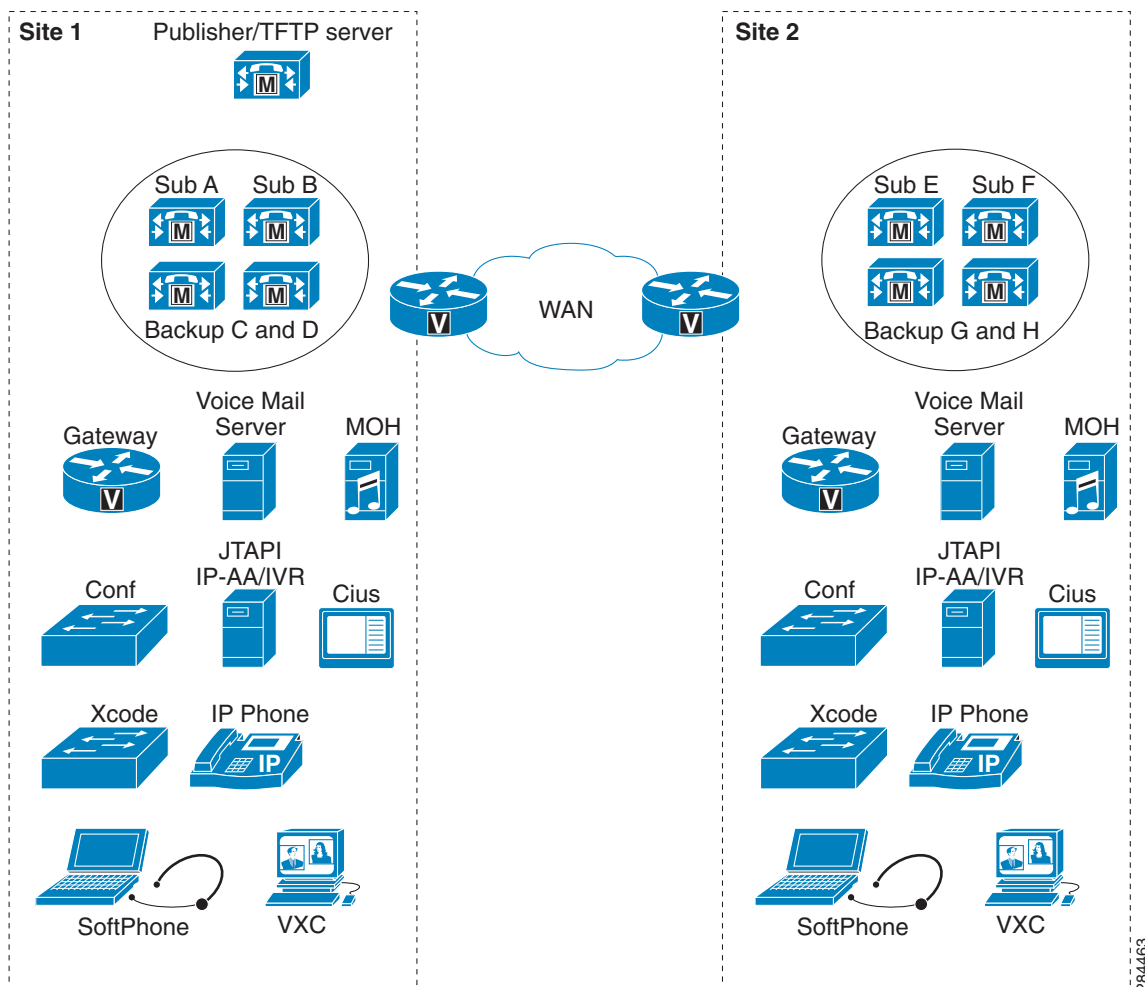 Site 1
Publisher/TFTP server
M
Sub A
Sub B
M
M
M
M
Backup C and D
V
WAN
V
Site 2
Sub E
Sub F
M
M
M
M
Backup G and H
Gateway
V
Voice Mail
Server
MOH
Conf
JTAPI
IP-AA/IVR
Cius
Xcode
IP Phone
IP
SoftPhone
VXC
Gateway
V
Voice Mail
Server
MOH
Conf
JTAPI
IP-AA/IVR
Cius
Xcode
IP Phone
IP
SoftPhone
VXC
284463